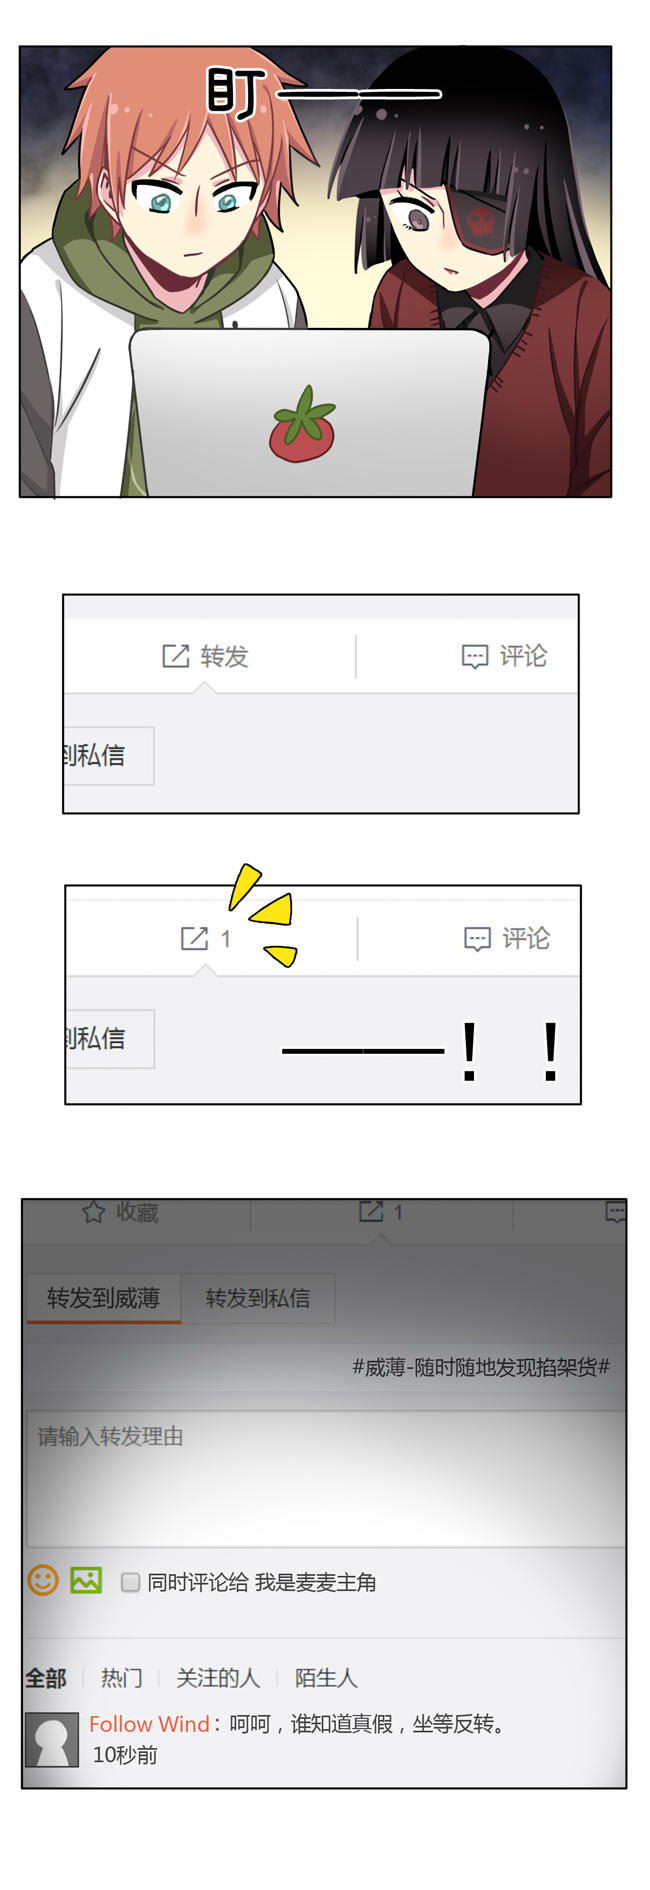 盯——
转发 评论
到私信
1 评论
到私信
——！！
收藏 1
转发到威薄 转发到私信
#威薄-随时随地发现掐架货#
请输入转发理由
同时评论给 我是麦麦主角
全部 热门 关注的人 陌生人
Follow Wind：呵呵，谁知道真假，坐等反转。
10秒前